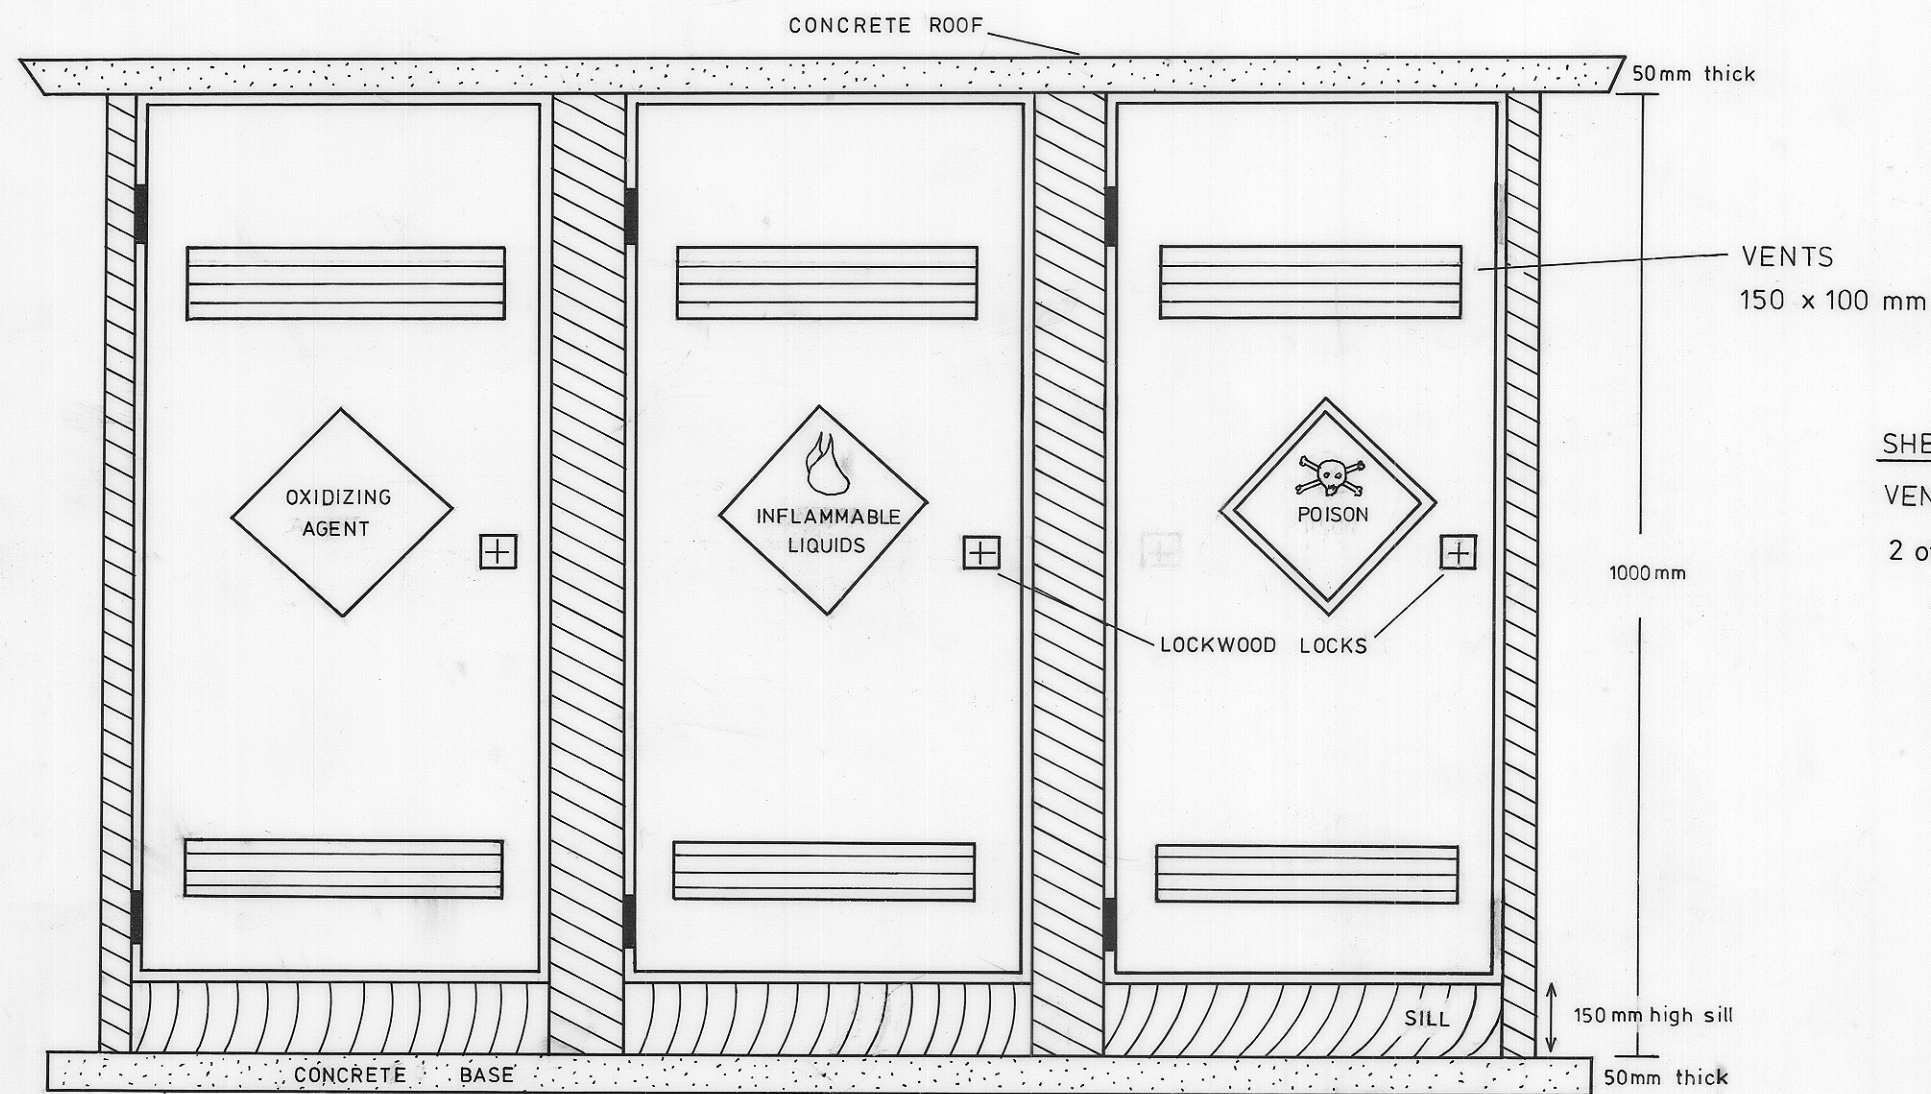 CONCRETE ROOF
50mm thick
VENTS
150 x 100 mm
OXIDIZING
AGENT
INFLAMMABLE
LIQUIDS
POISON
LOCKWOOD LOCKS
1000mm
2
SILL
150mm high sill
CONCRETE BASE
50mm thick